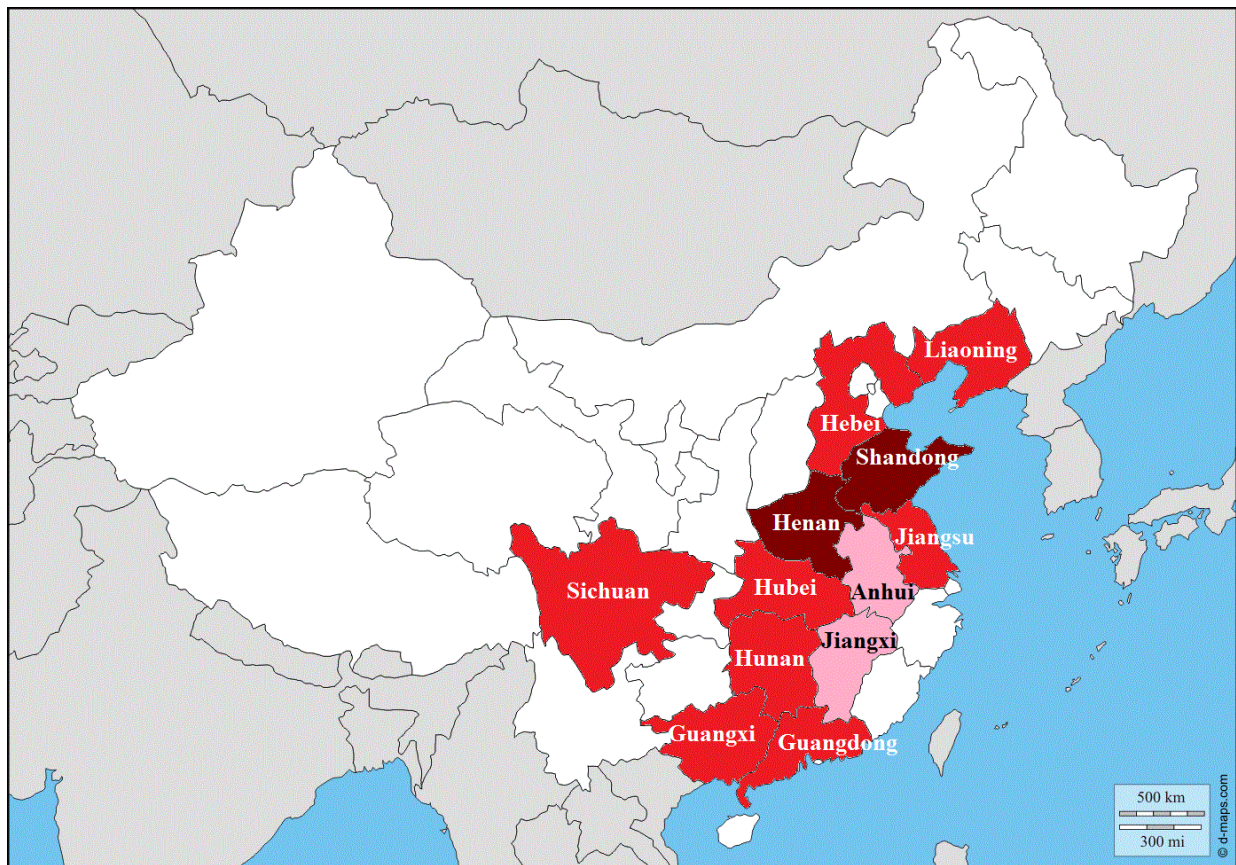 Liaoning
Hebei
Shandong
Henan
Jiangsu
Sichuan
Hubei
Anhui
Jiangxi
Hunan
Guangxi
Guangdong
500 km
300 mi
© d-maps.com